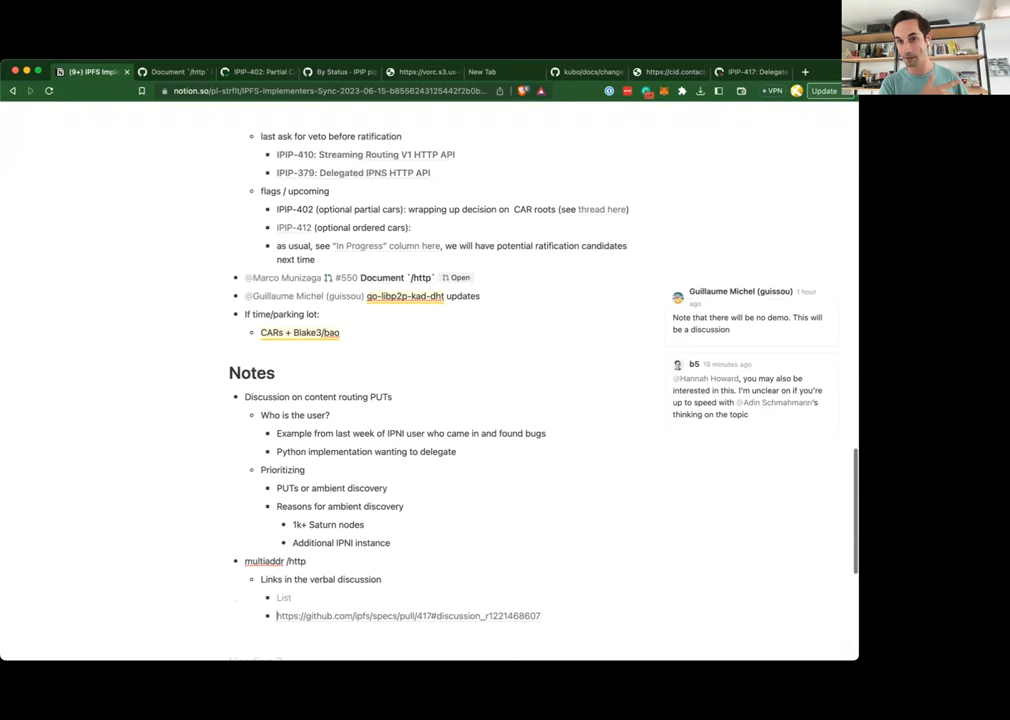 (9+) IPFS Impl
Document `/http`
IPIP-402: Partial C
By Status · IPIP pip
https://vorc.s3.us-
New Tab
kubo/docs/change
https://cid.contact
IPIP-417: Delegate
notion.so/pl-strflt/IPFS-Implementers-Sync-2023-06-15-b8556243125442f2b0b...
VPN
Update
last ask for veto before ratification
IPIP-410: Streaming Routing V1 HTTP API
IPIP-379: Delegated IPNS HTTP API
flags / upcoming
IPIP-402 (optional partial cars): wrapping up decision on CAR roots (see thread here)
IPIP-412 (optional ordered cars):
as usual, see "In Progress" column here, we will have potential ratification candidates
next time
@Marco Munizaga #550 Document `/http` Open
@Guillaume Michel (guissou) go-libp2p-kad-dht updates
If time/parking lot:
CARs + Blake3/bao
Guillaume Michel (guissou) 1 hour
ago
Note that there will be no demo. This will
be a discussion
b5 19 minutes ago
@Hannah Howard, you may also be
interested in this. I'm unclear on if you're
up to speed with @Adin Schmahmann's
thinking on the topic
Notes
Discussion on content routing PUTs
Who is the user?
Example from last week of IPNI user who came in and found bugs
Python implementation wanting to delegate
Prioritizing
PUTs or ambient discovery
Reasons for ambient discovery
1k+ Saturn nodes
Additional IPNI instance
multiaddr /http
Links in the verbal discussion
List
https://github.com/ipfs/specs/pull/417#discussion_r1221468607